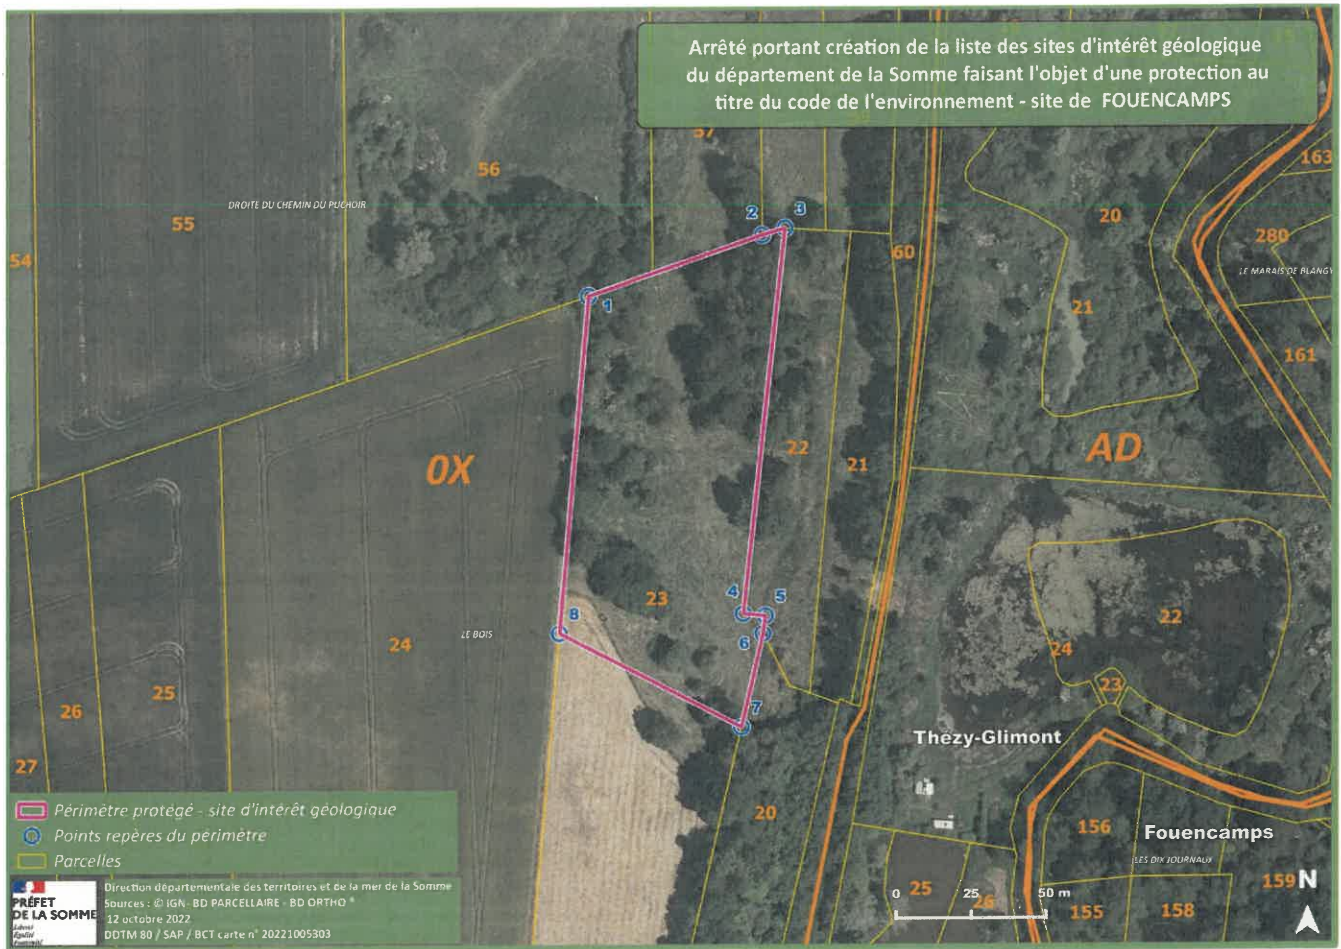 Arrêté portant création de la liste des sites d'intérêt géologique
du département de la Somme faisant l'objet d'une protection au
titre du code de l'environnement - site de FOUENCAMPS
57
56
163
DROITE DU CHEMIN DU PUCHOIR
55
54
2
3
20
280
60
LE MARAIS DE BLANGY
1
21
161
0X
22
21
AD
4
5
23
8
6
22
24
LE BOIS
24
23
25
26
7
27
Thézy-Glimont
20
156
Fouencamps
LES DIX JOURNAUX
159
25
26
155
158
N
0 25 50 m
Périmètre protégé - site d'intérêt géologique
Points repères du périmètre
Parcelles
PRÉFET
DE LA SOMME
Liberté
Égalité
Fraternité
Direction départementale des territoires et de la mer de la Somme
Sources : © IGN- BD PARCELLAIRE - BD ORTHO ®
12 octobre 2022
DDTM 80 / SAP / BCT carte n° 20221005303